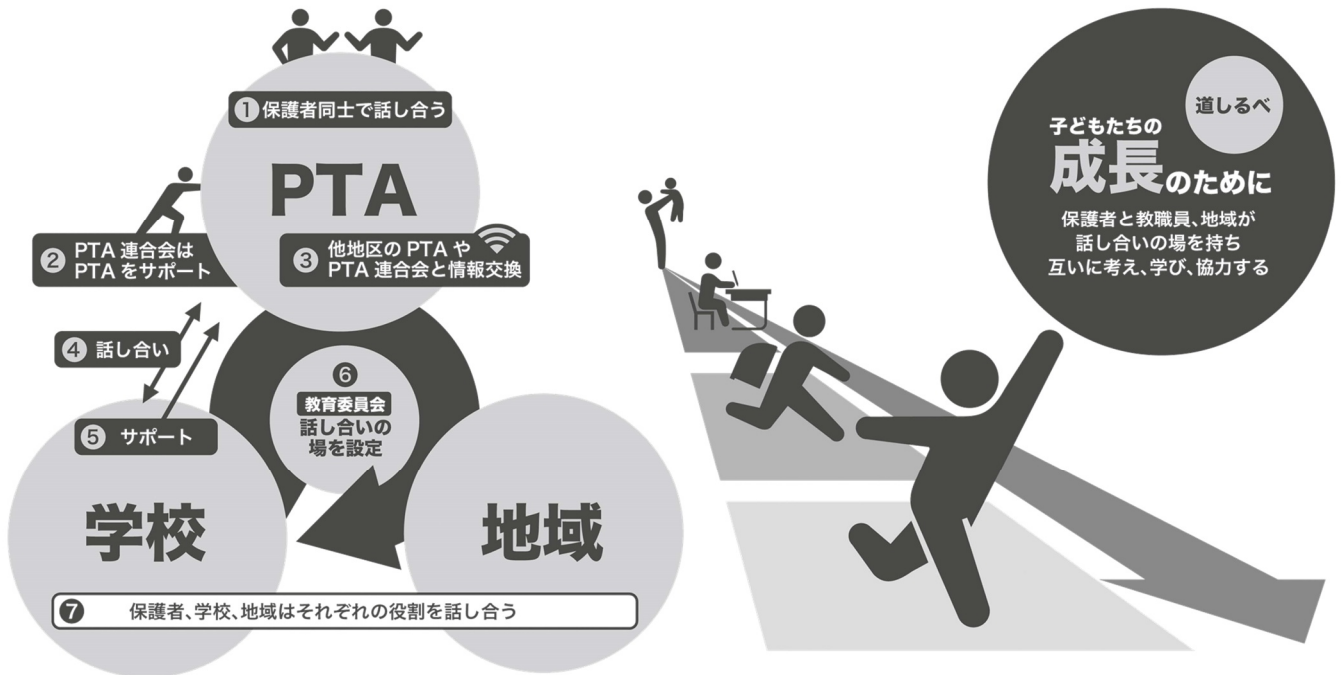 ① 保護者同士で話し合う
PTA
② PTA 連合会は
PTA をサポート
③ 他地区の PTA や
PTA 連合会と情報交換
④ 話し合い
⑤ サポート
⑥
教育委員会
話し合いの
場を設定
学校
地域
⑦ 保護者、学校、地域はそれぞれの役割を話し合う
道しるべ
子どもたちの
成長のために
保護者と教職員、地域が
話し合いの場を持ち
互いに考え、学び、協力する